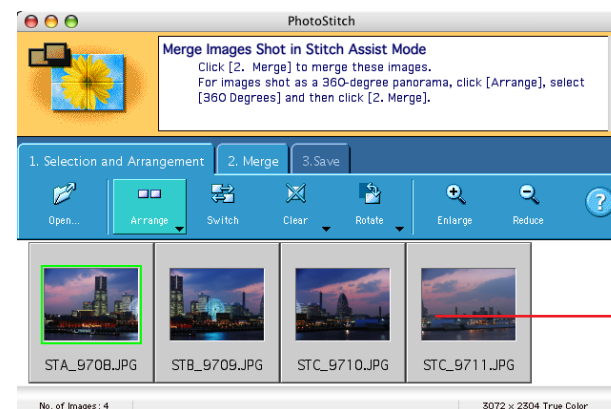 PhotoStitch
Merge Images Shot in Stitch Assist Mode
Click [2. Merge] to merge these images.
For images shot as a 360-degree panorama, click [Arrange], select
[360 Degrees] and then click [2. Merge].
1. Selection and Arrangement 2. Merge 3.Save
Open... Arrange Switch Clear Rotate Enlarge Reduce ?
STA_9708.JPG STB_9709.JPG STC_9710.JPG STC_9711.JPG
No. of Images: 4 3072 x 2304 True Color